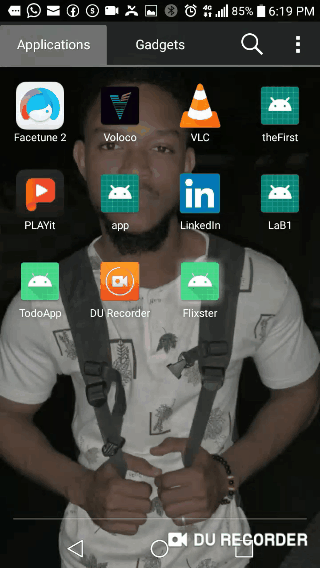 4G 85% 6:19 PM
Applications Gadgets
Facetune 2 Voloco VLC theFirst
PLAYit app LinkedIn LaB1
TodoApp DU Recorder Flixster
DU RECORDER